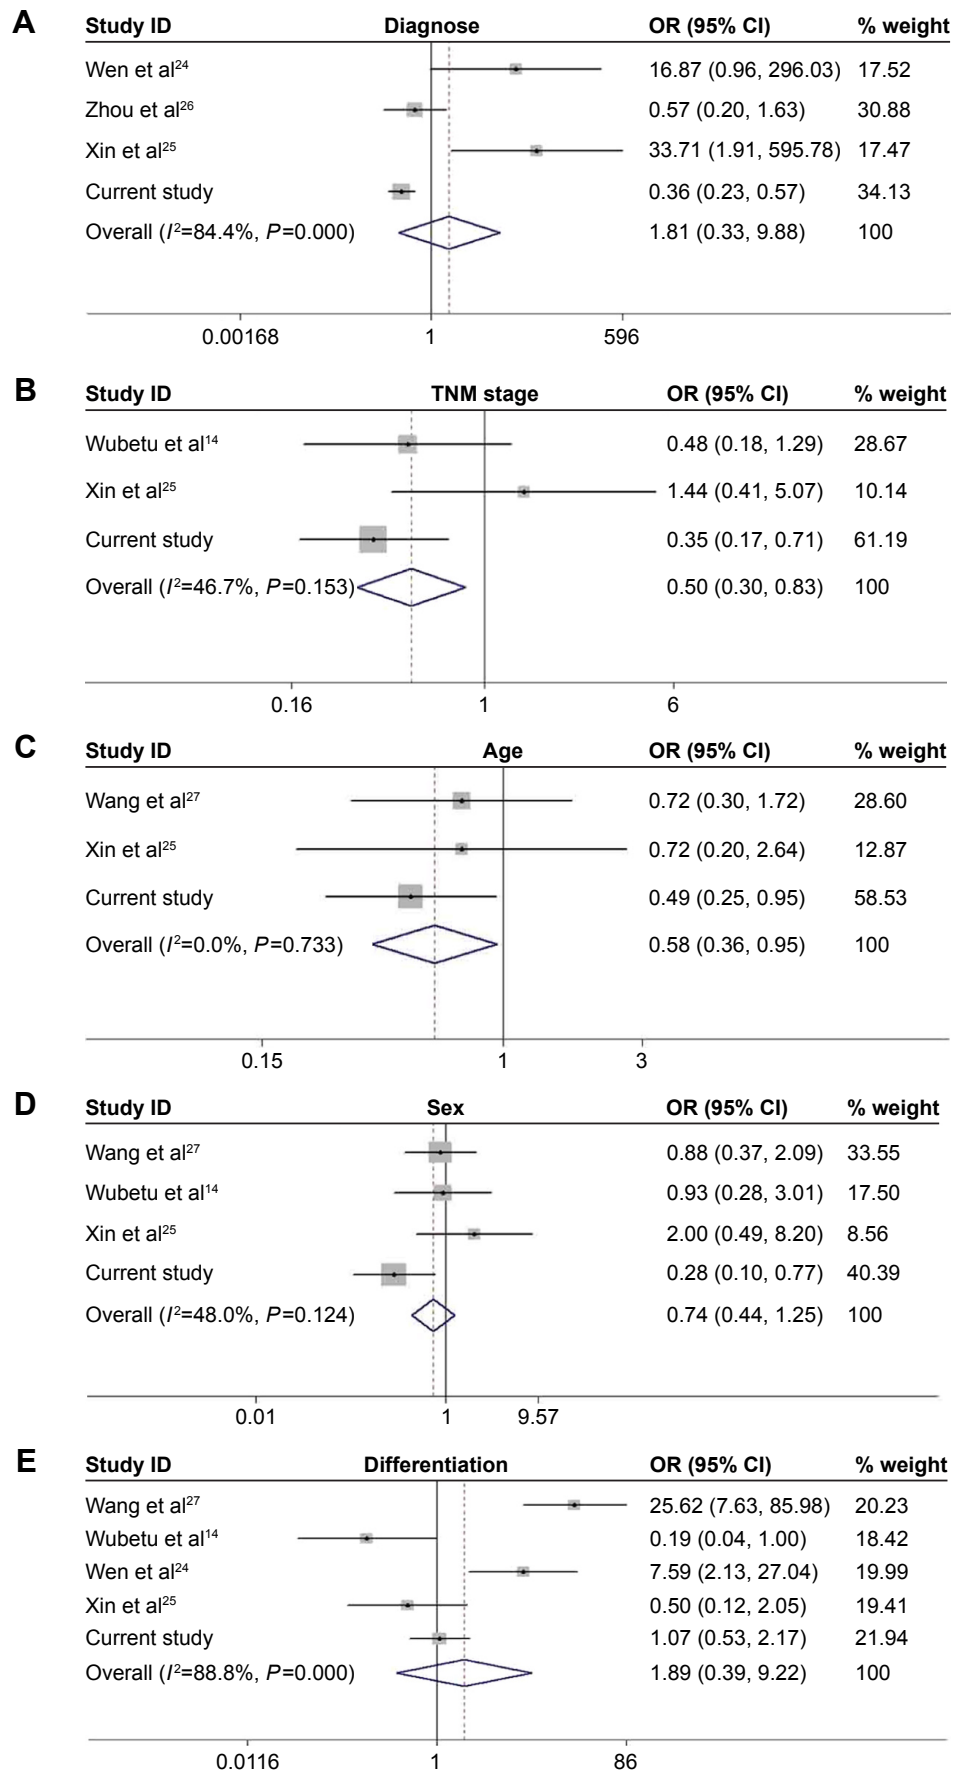 A Study ID Diagnose OR (95% CI) % weight
Wen et al24 16.87 (0.96, 296.03) 17.52
Zhou et al26 0.57 (0.20, 1.63) 30.88
Xin et al25 33.71 (1.91, 595.78) 17.47
Current study 0.36 (0.23, 0.57) 34.13
Overall (I2=84.4%, P=0.000) 1.81 (0.33, 9.88) 100
0.00168 1 596
B Study ID TNM stage OR (95% CI) % weight
Wubetu et al14 0.48 (0.18, 1.29) 28.67
Xin et al25 1.44 (0.41, 5.07) 10.14
Current study 0.35 (0.17, 0.71) 61.19
Overall (I2=46.7%, P=0.153) 0.50 (0.30, 0.83) 100
0.16 1 6
C Study ID Age OR (95% CI) % weight
Wang et al27 0.72 (0.30, 1.72) 28.60
Xin et al25 0.72 (0.20, 2.64) 12.87
Current study 0.49 (0.25, 0.95) 58.53
Overall (I2=0.0%, P=0.733) 0.58 (0.36, 0.95) 100
0.15 1 3
D Study ID Sex OR (95% CI) % weight
Wang et al27 0.88 (0.37, 2.09) 33.55
Wubetu et al14 0.93 (0.28, 3.01) 17.50
Xin et al25 2.00 (0.49, 8.20) 8.56
Current study 0.28 (0.10, 0.77) 40.39
Overall (I2=48.0%, P=0.124) 0.74 (0.44, 1.25) 100
0.01 1 9.57
E Study ID Differentiation OR (95% CI) % weight
Wang et al27 25.62 (7.63, 85.98) 20.23
Wubetu et al14 0.19 (0.04, 1.00) 18.42
Wen et al24 7.59 (2.13, 27.04) 19.99
Xin et al25 0.50 (0.12, 2.05) 19.41
Current study 1.07 (0.53, 2.17) 21.94
Overall (I2=88.8%, P=0.000) 1.89 (0.39, 9.22) 100
0.0116 1 86